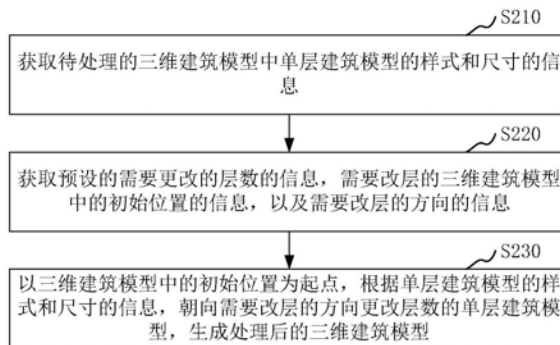 S210
获取待处理的三维建筑模型中单层建筑模型的样式和尺寸的信
息
S220
获取预设的需要更改的层数的信息，需要改层的三维建筑模型
中的初始位置的信息，以及需要改层的方向的信息
S230
以三维建筑模型中的初始位置为起点，根据单层建筑模型的样
式和尺寸的信息，朝向需要改层的方向更改层数的单层建筑模
型，生成处理后的三维建筑模型